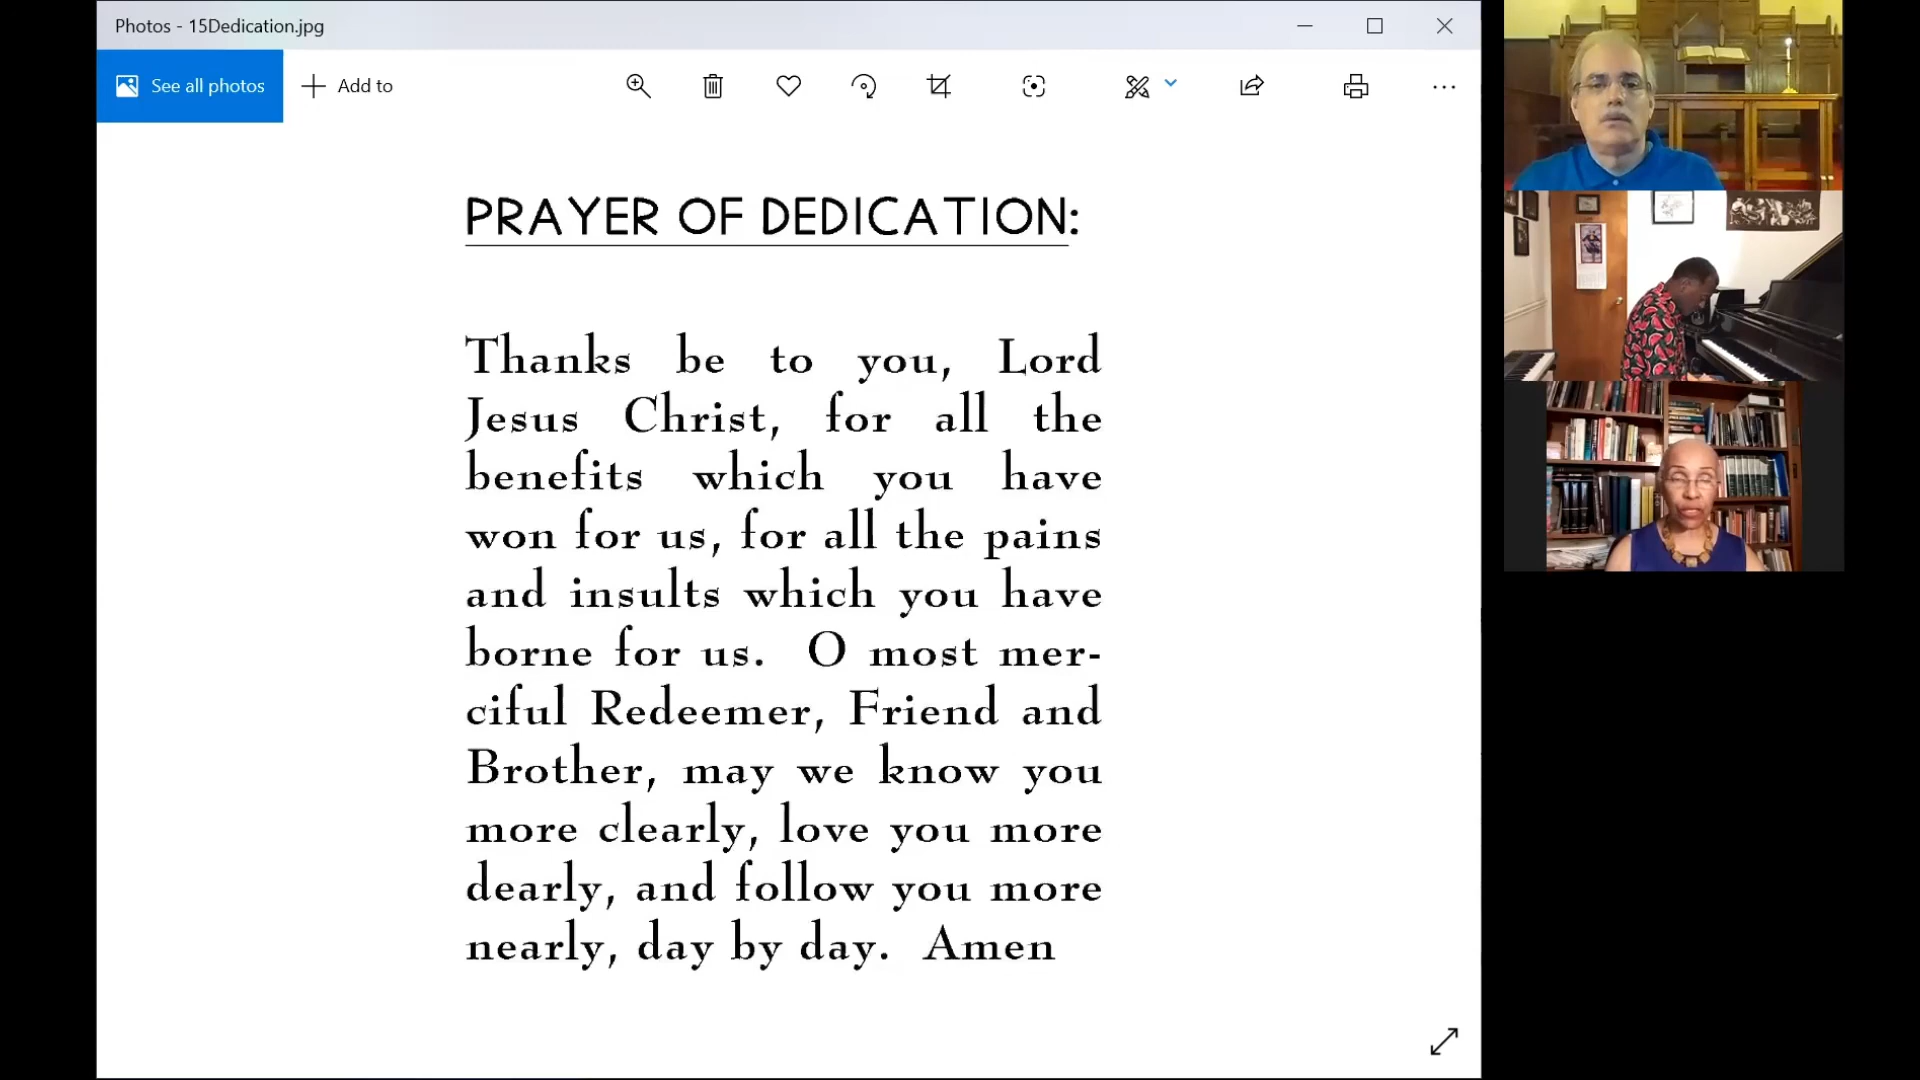 Photos - 15Dedication.jpg
See all photos
Add to
PRAYER OF DEDICATION:
Thanks be to you, Lord
Jesus Christ, for all the
benefits which you have
won for us, for all the pains
and insults which you have
borne for us. O most mer-
ciful Redeemer, Friend and
Brother, may we know you
more clearly, love you more
dearly, and follow you more
nearly, day by day. Amen